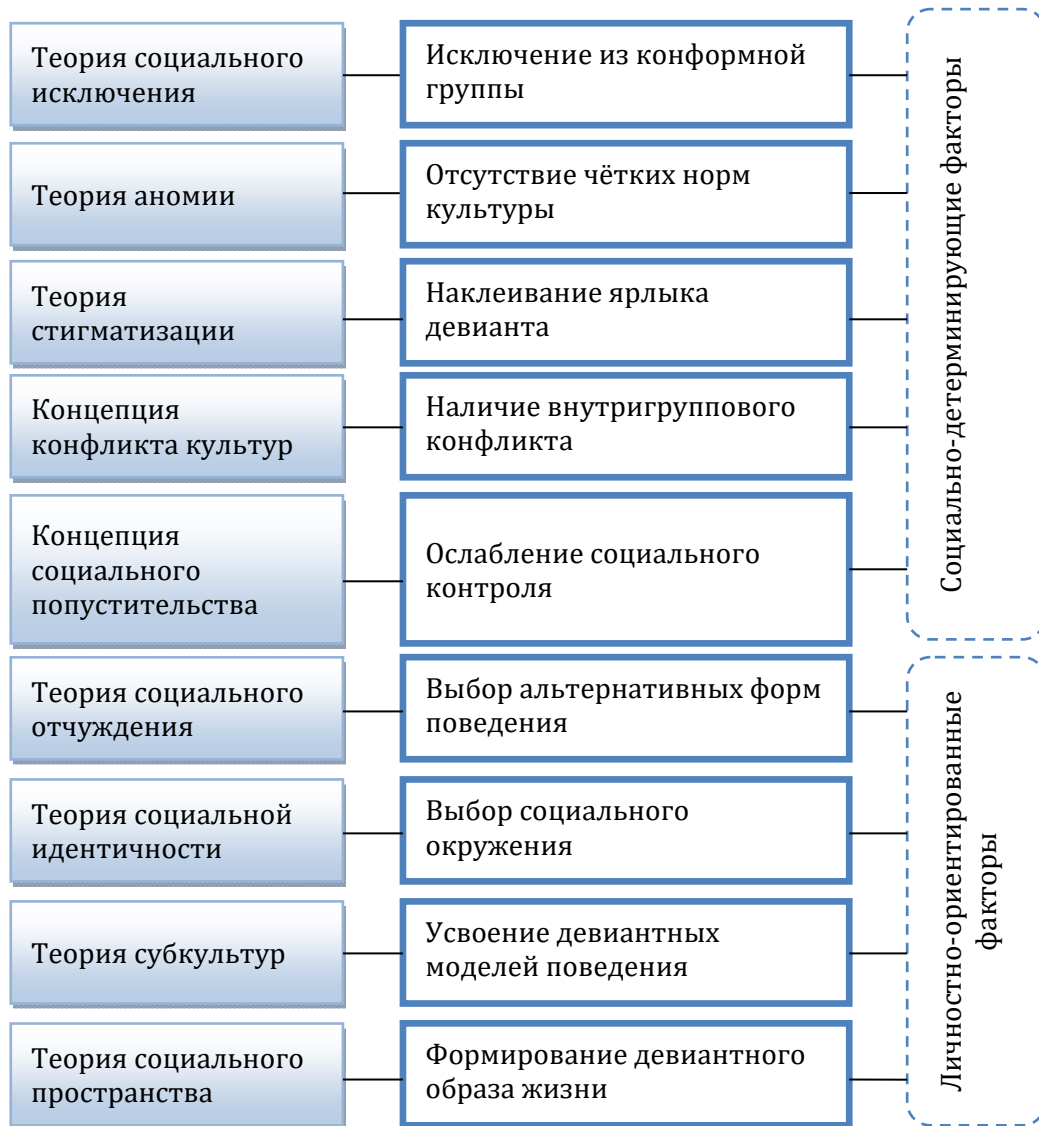 Теория социального
исключения
Исключение из конформной
группы
Теория аномии
Отсутствие чётких норм
культуры
Теория
стигматизации
Наклеивание ярлыка
девианта
Концепция
конфликта культур
Наличие внутригруппового
конфликта
Концепция
социального
попустительства
Ослабление социального
контроля
Социально-детерминирующие факторы
Теория социального
отчуждения
Выбор альтернативных форм
поведения
Теория социальной
идентичности
Выбор социального
окружения
Теория субкультур
Усвоение девиантных
моделей поведения
Теория социального
пространства
Формирование девиантного
образа жизни
Личностно-ориентированные
факторы